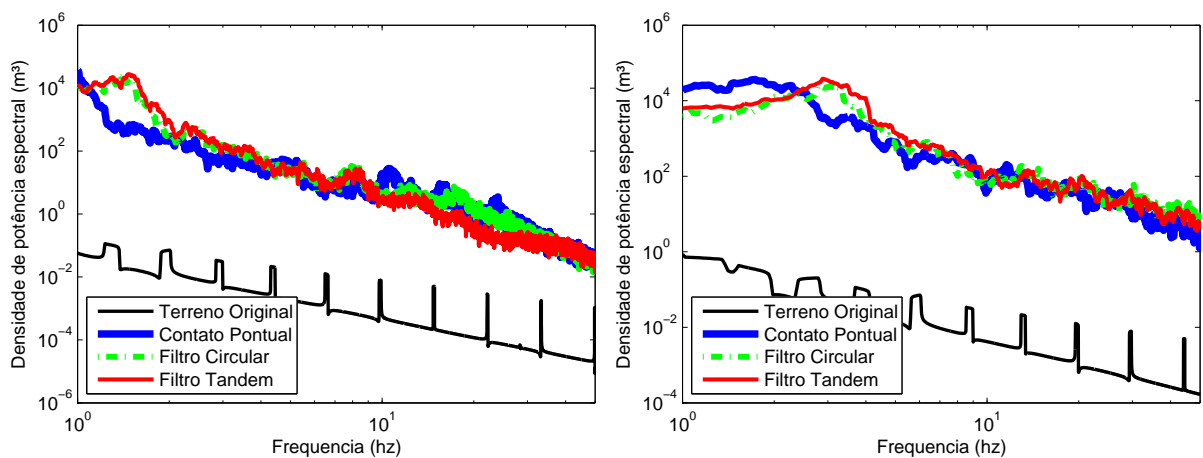 Densidade de potência espectral (m³)
10^6
10^4
10^2
10^0
10^−2
10^−4
10^−6
Terreno Original
Contato Pontual
Filtro Circular
Filtro Tandem
10^0
10^1
Frequencia (hz)
Densidade de potência espectral (m³)
10^6
10^4
10^2
10^0
10^−2
10^−4
Terreno Original
Contato Pontual
Filtro Circular
Filtro Tandem
10^0
10^1
Frequencia (hz)